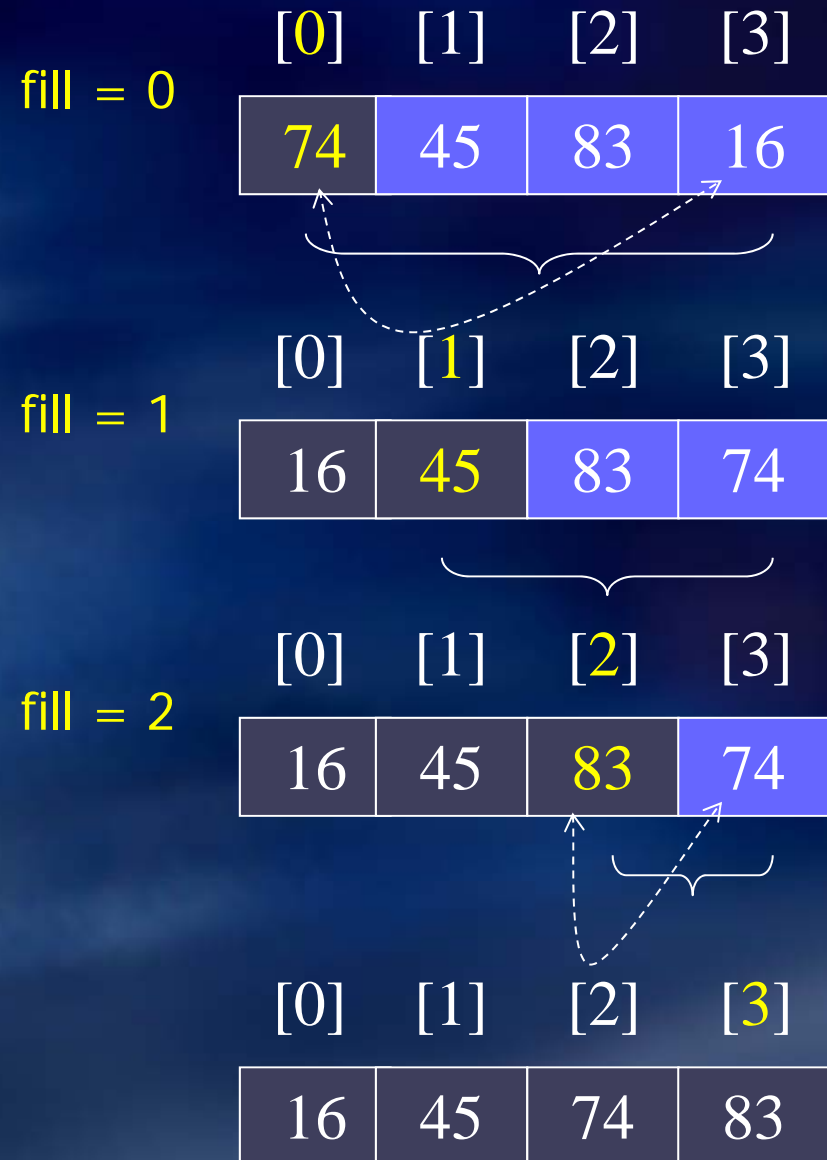 [0] [1] [2] [3]
fill = 0
74 45 83 16
[0] [1] [2] [3]
fill = 1
16 45 83 74
[0] [1] [2] [3]
fill = 2
16 45 83 74
[0] [1] [2] [3]
16 45 74 83